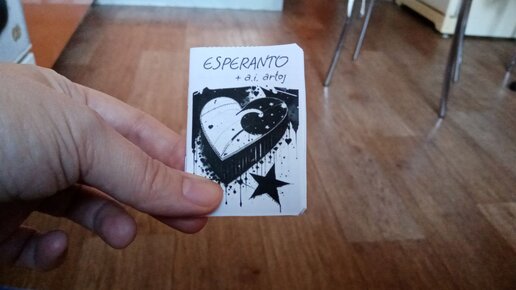 ESPERANTO
+ a.i. artoj